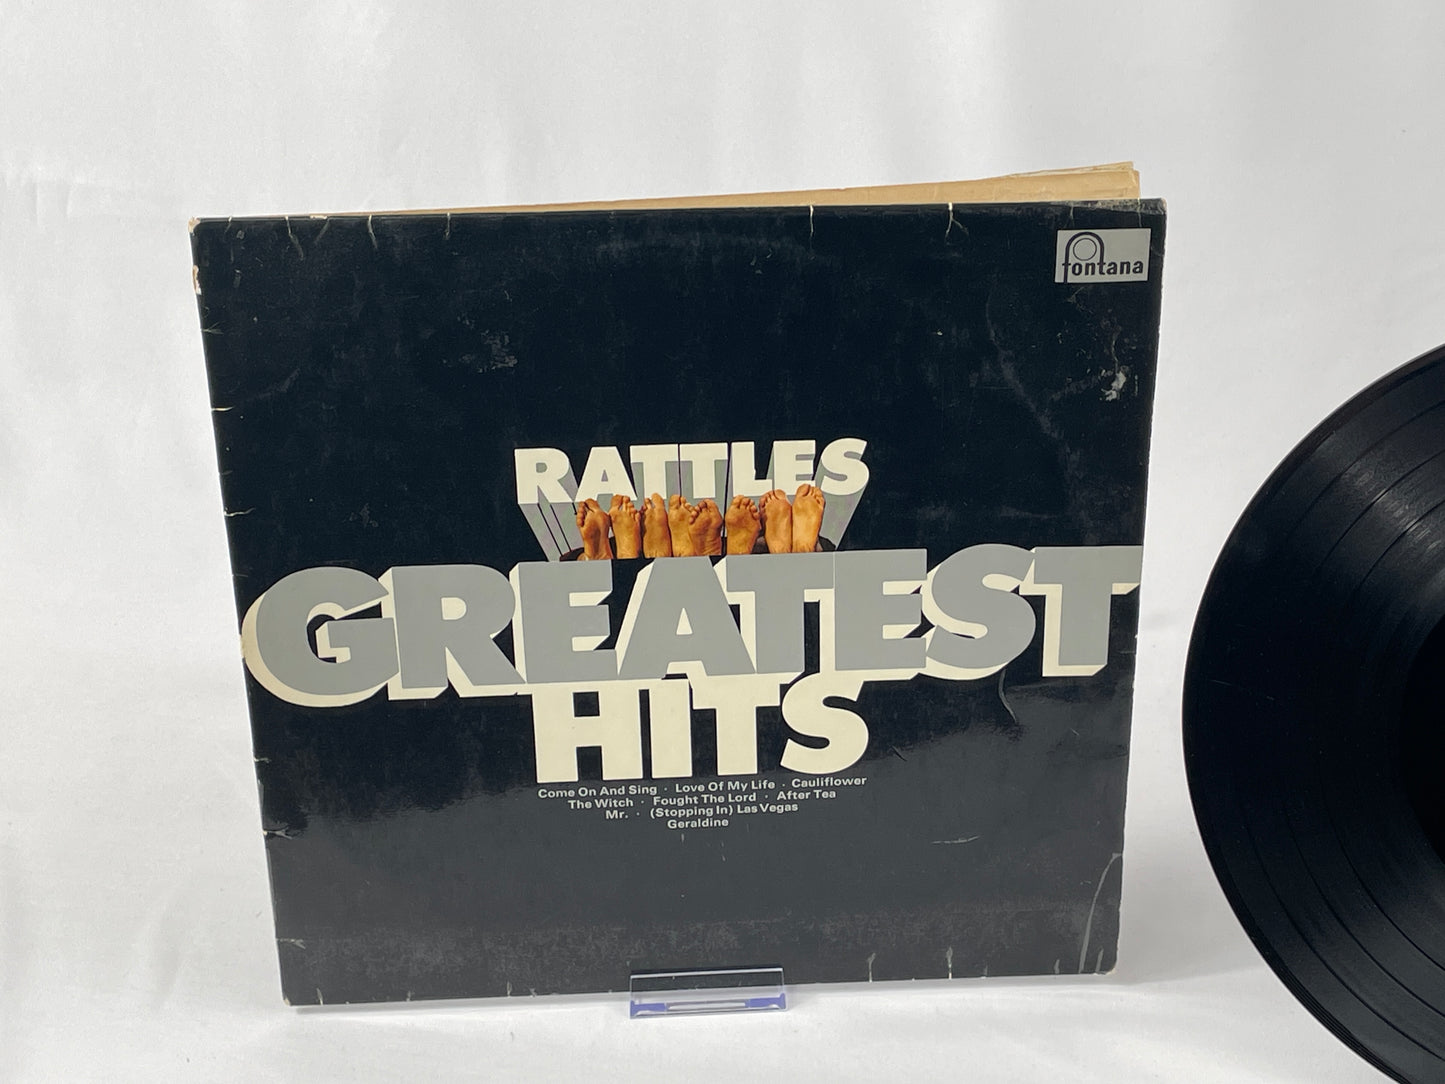 fontana
RATTLES
GREATEST
HITS
Come On And Sing · Love Of My Life · Cauliflower
The Witch · Fought The Lord · After Tea
Mr. · (Stopping In) Las Vegas
Geraldine